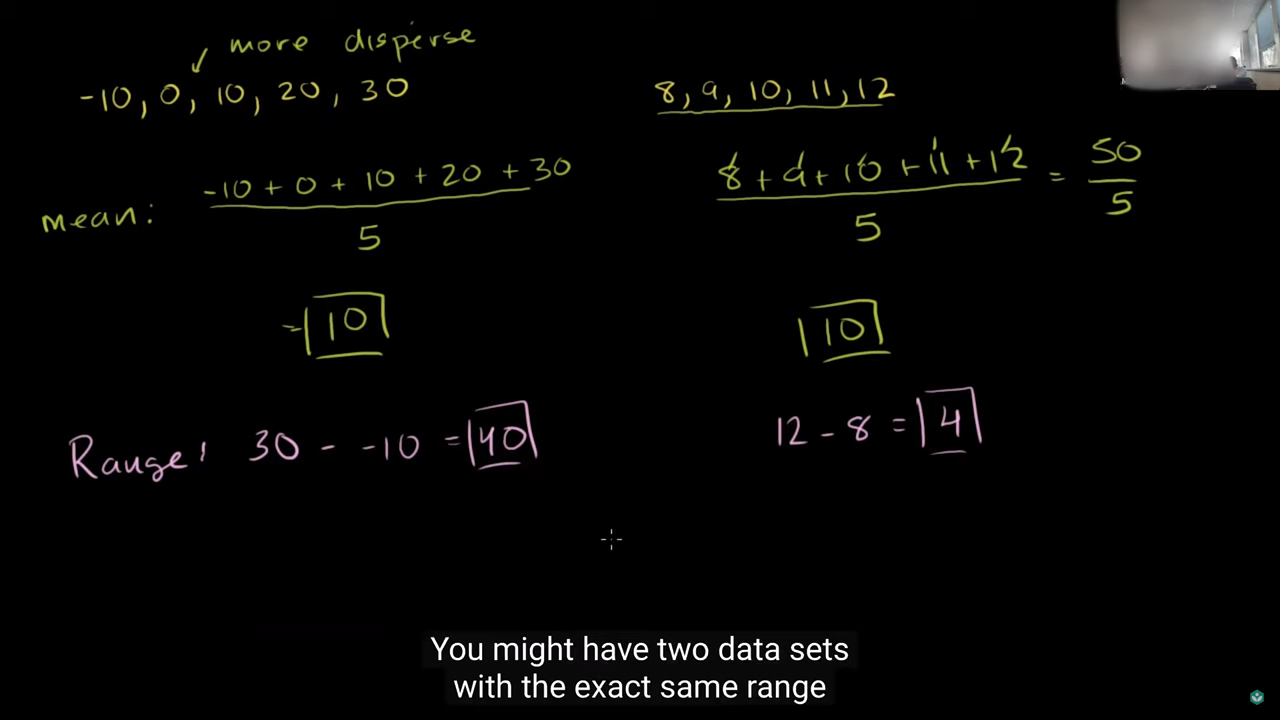 more disperse
-10, 0, 10, 20, 30
8, 9, 10, 11, 12
mean: -10 + 0 + 10 + 20 + 30
5
8 + 9 + 10 + 11 + 12 = 50
5 5
= 10
10
Range: 30 - -10 = 40
12 - 8 = 4
You might have two data sets
with the exact same range